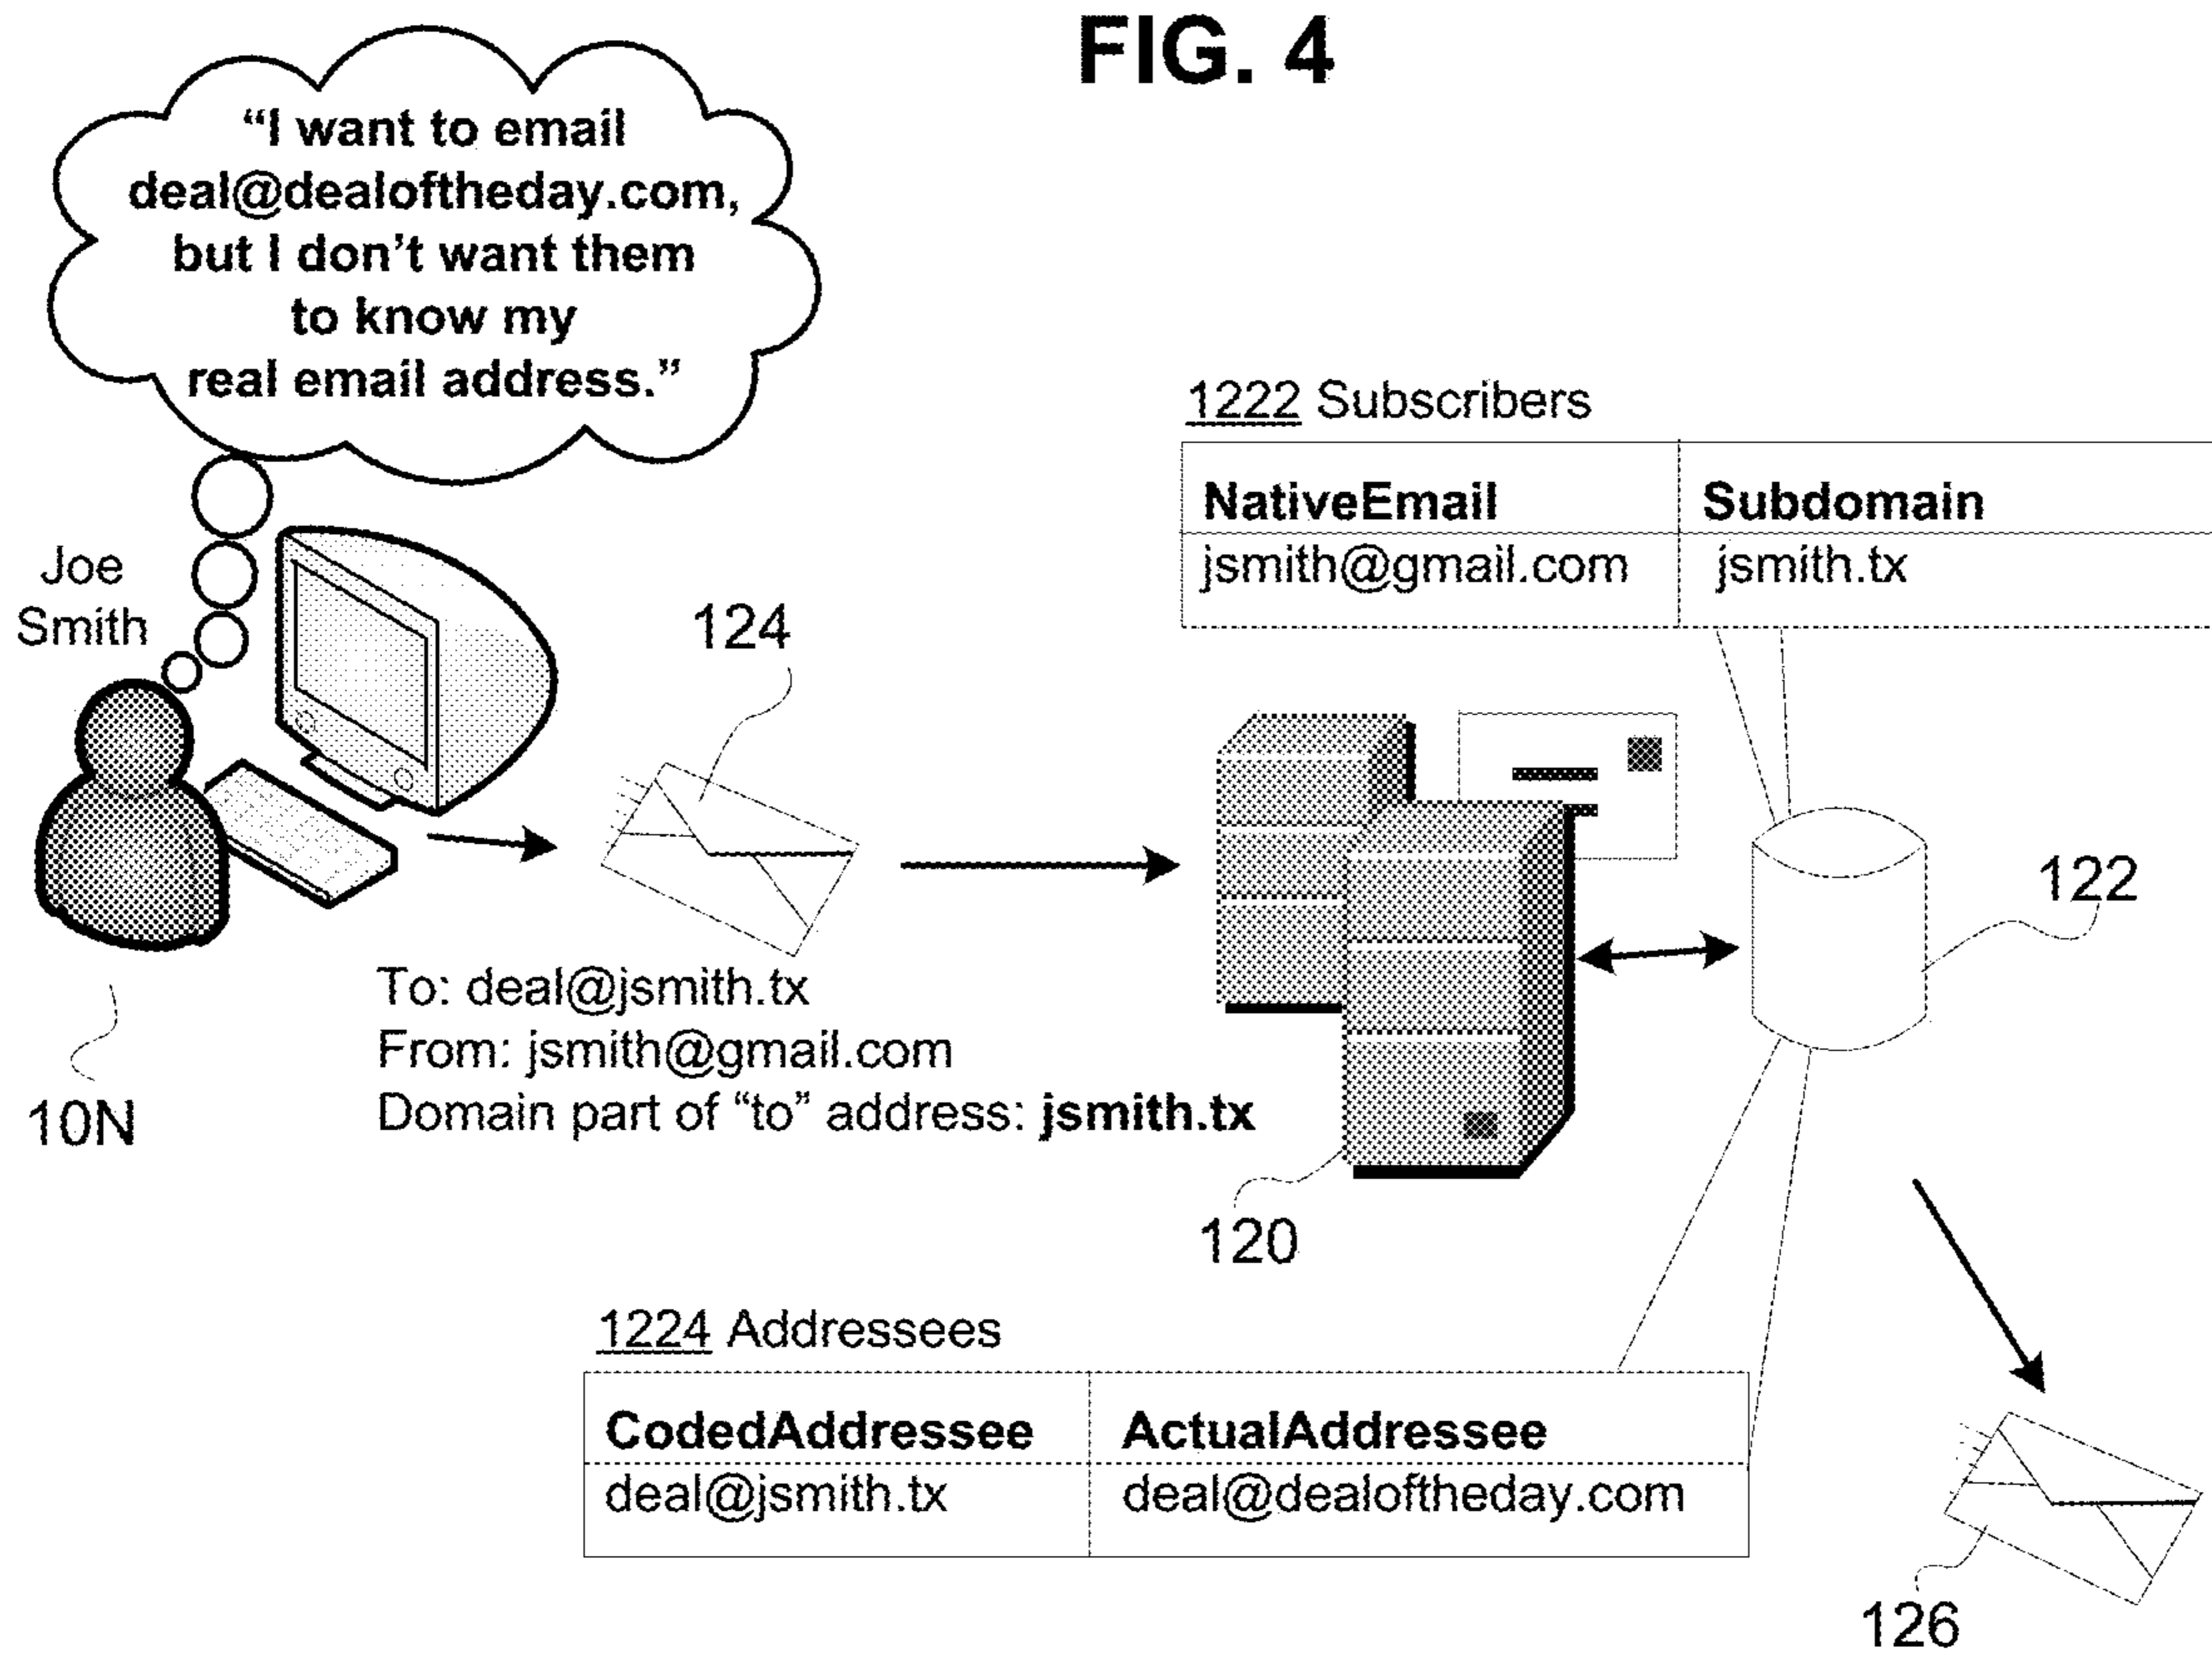 FIG. 4
“I want to email
deal@dealoftheday.com,
but I don’t want them
to know my
real email address.”
1222 Subscribers
NativeEmail Subdomain
jsmith@gmail.com jsmith.tx
Joe
Smith
124
122
To: deal@jsmith.tx
From: jsmith@gmail.com
Domain part of “to” address: jsmith.tx
10N
120
1224 Addressees
CodedAddressee ActualAddressee
deal@jsmith.tx deal@dealoftheday.com
126